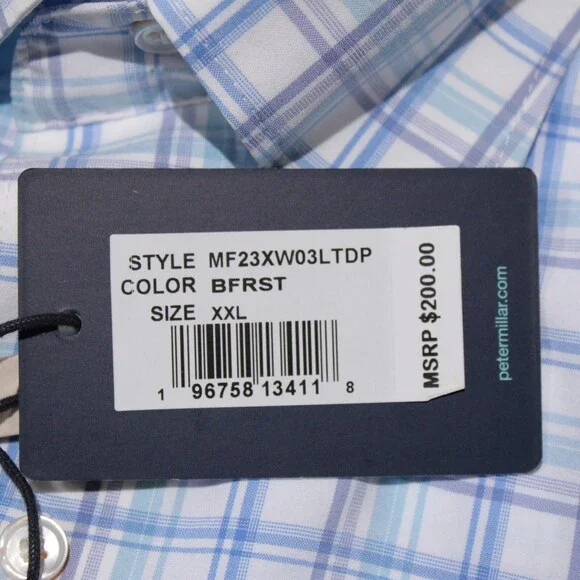 STYLE MF23XW03LTDP
COLOR BFRST
SIZE XXL
1 96758 13411 8
MSRP $200.00
petermillar.com